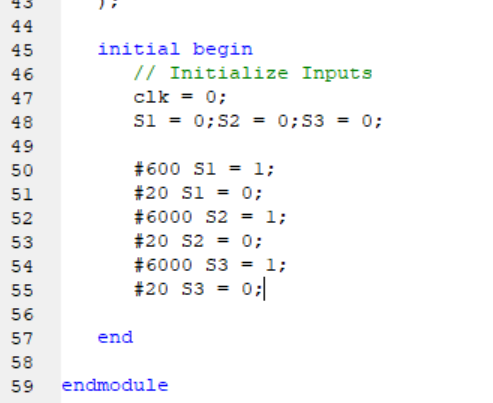 43 );
44
45 initial begin
46 // Initialize Inputs
47 clk = 0;
48 S1 = 0;S2 = 0;S3 = 0;
49
50 #600 S1 = 1;
51 #20 S1 = 0;
52 #6000 S2 = 1;
53 #20 S2 = 0;
54 #6000 S3 = 1;
55 #20 S3 = 0;
56
57 end
58
59 endmodule